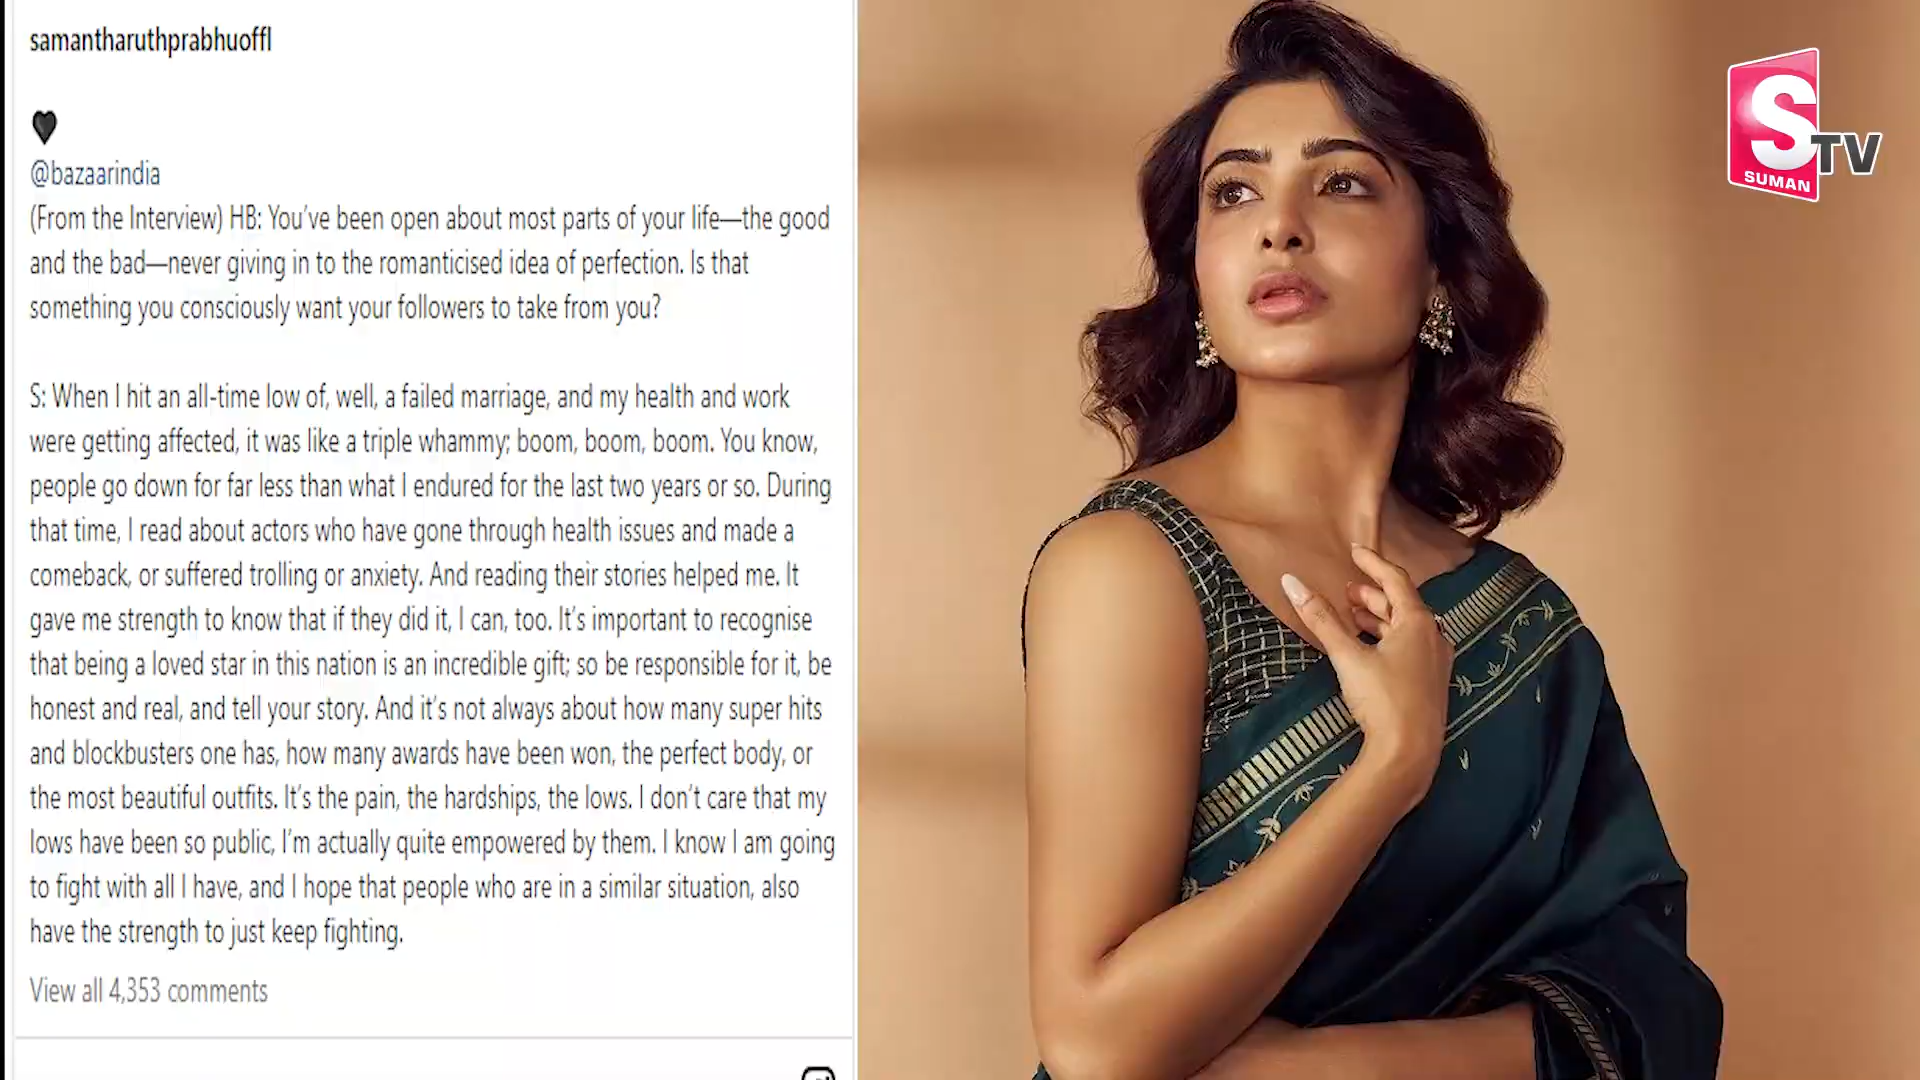 samantharuthprabhuoffl
🖤
@bazaarindia
(From the Interview) HB: You’ve been open about most parts of your life—the good
and the bad—never giving in to the romanticised idea of perfection. Is that
something you consciously want your followers to take from you?
S: When I hit an all-time low of, well, a failed marriage, and my health and work
were getting affected, it was like a triple whammy; boom, boom, boom. You know,
people go down for far less than what I endured for the last two years or so. During
that time, I read about actors who have gone through health issues and made a
comeback, or suffered trolling or anxiety. And reading their stories helped me. It
gave me strength to know that if they did it, I can, too. It’s important to recognise
that being a loved star in this nation is an incredible gift; so be responsible for it, be
honest and real, and tell your story. And it’s not always about how many super hits
and blockbusters one has, how many awards have been won, the perfect body, or
the most beautiful outfits. It’s the pain, the hardships, the lows. I don’t care that my
lows have been so public, I’m actually quite empowered by them. I know I am going
to fight with all I have, and I hope that people who are in a similar situation, also
have the strength to just keep fighting.
View all 4,353 comments
S TV
SUMAN